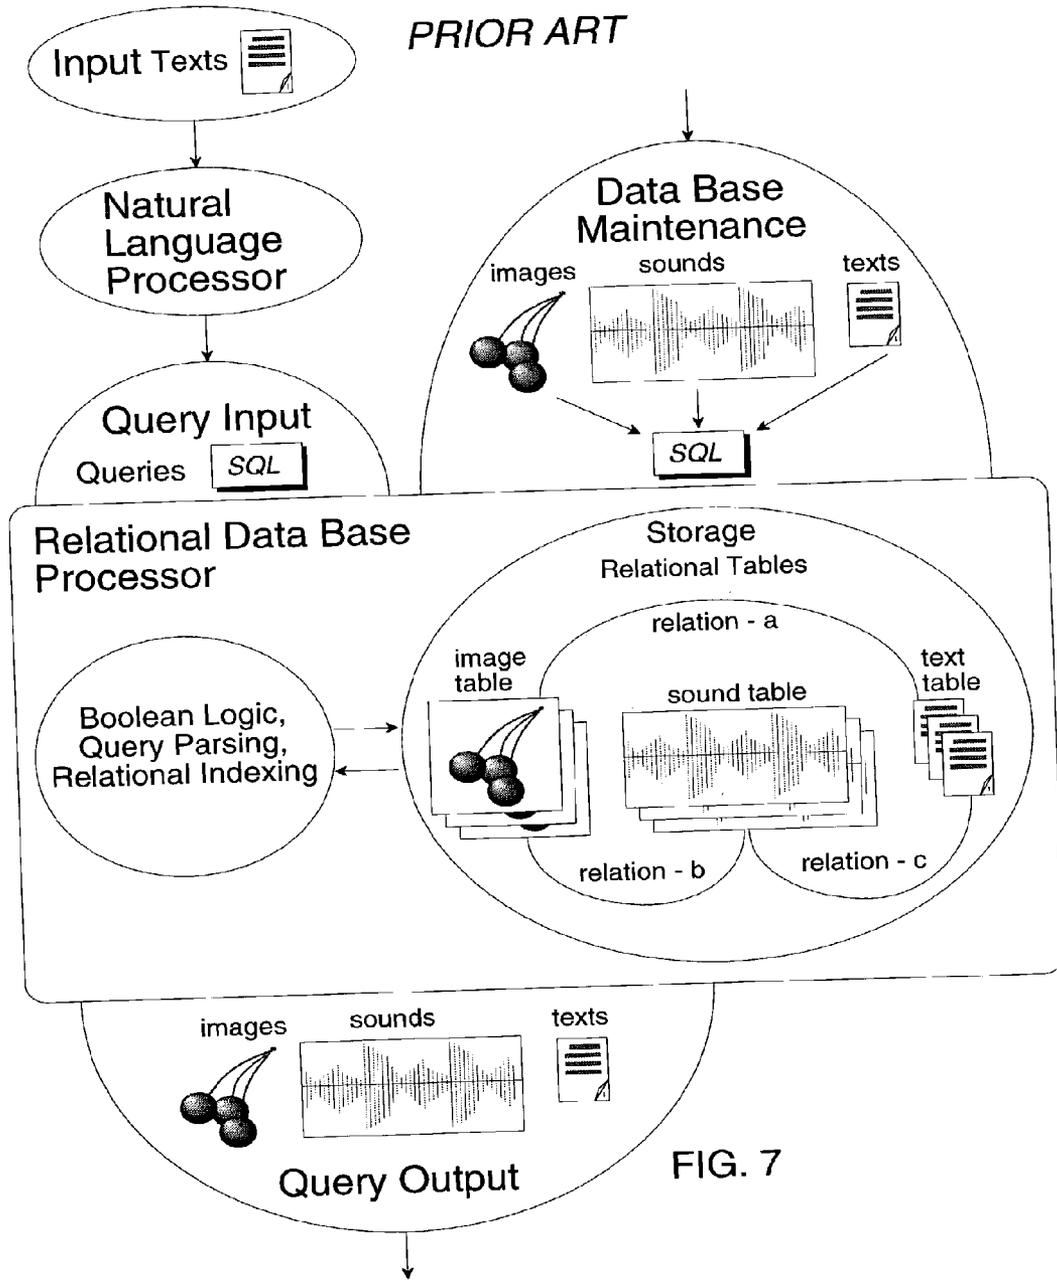 PRIOR ART
Input Texts
Natural
Language
Processor
Query Input
Queries SQL
Data Base
Maintenance
images sounds texts
SQL
Relational Data Base
Processor
Boolean Logic,
Query Parsing,
Relational Indexing
Storage
Relational Tables
relation - a
image
table
sound table
text
table
relation - b
relation - c
images sounds texts
Query Output
FIG. 7